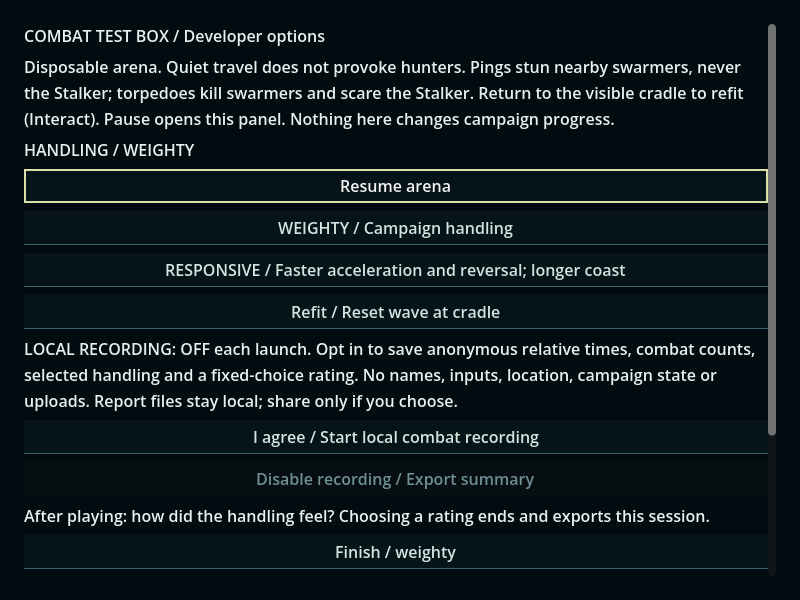 COMBAT TEST BOX / Developer options
Disposable arena. Quiet travel does not provoke hunters. Pings stun nearby swarmers, never
the Stalker; torpedoes kill swarmers and scare the Stalker. Return to the visible cradle to refit
(Interact). Pause opens this panel. Nothing here changes campaign progress.
HANDLING / WEIGHTY
Resume arena
WEIGHTY / Campaign handling
RESPONSIVE / Faster acceleration and reversal; longer coast
Refit / Reset wave at cradle
LOCAL RECORDING: OFF each launch. Opt in to save anonymous relative times, combat counts,
selected handling and a fixed-choice rating. No names, inputs, location, campaign state or
uploads. Report files stay local; share only if you choose.
I agree / Start local combat recording
Disable recording / Export summary
After playing: how did the handling feel? Choosing a rating ends and exports this session.
Finish / weighty